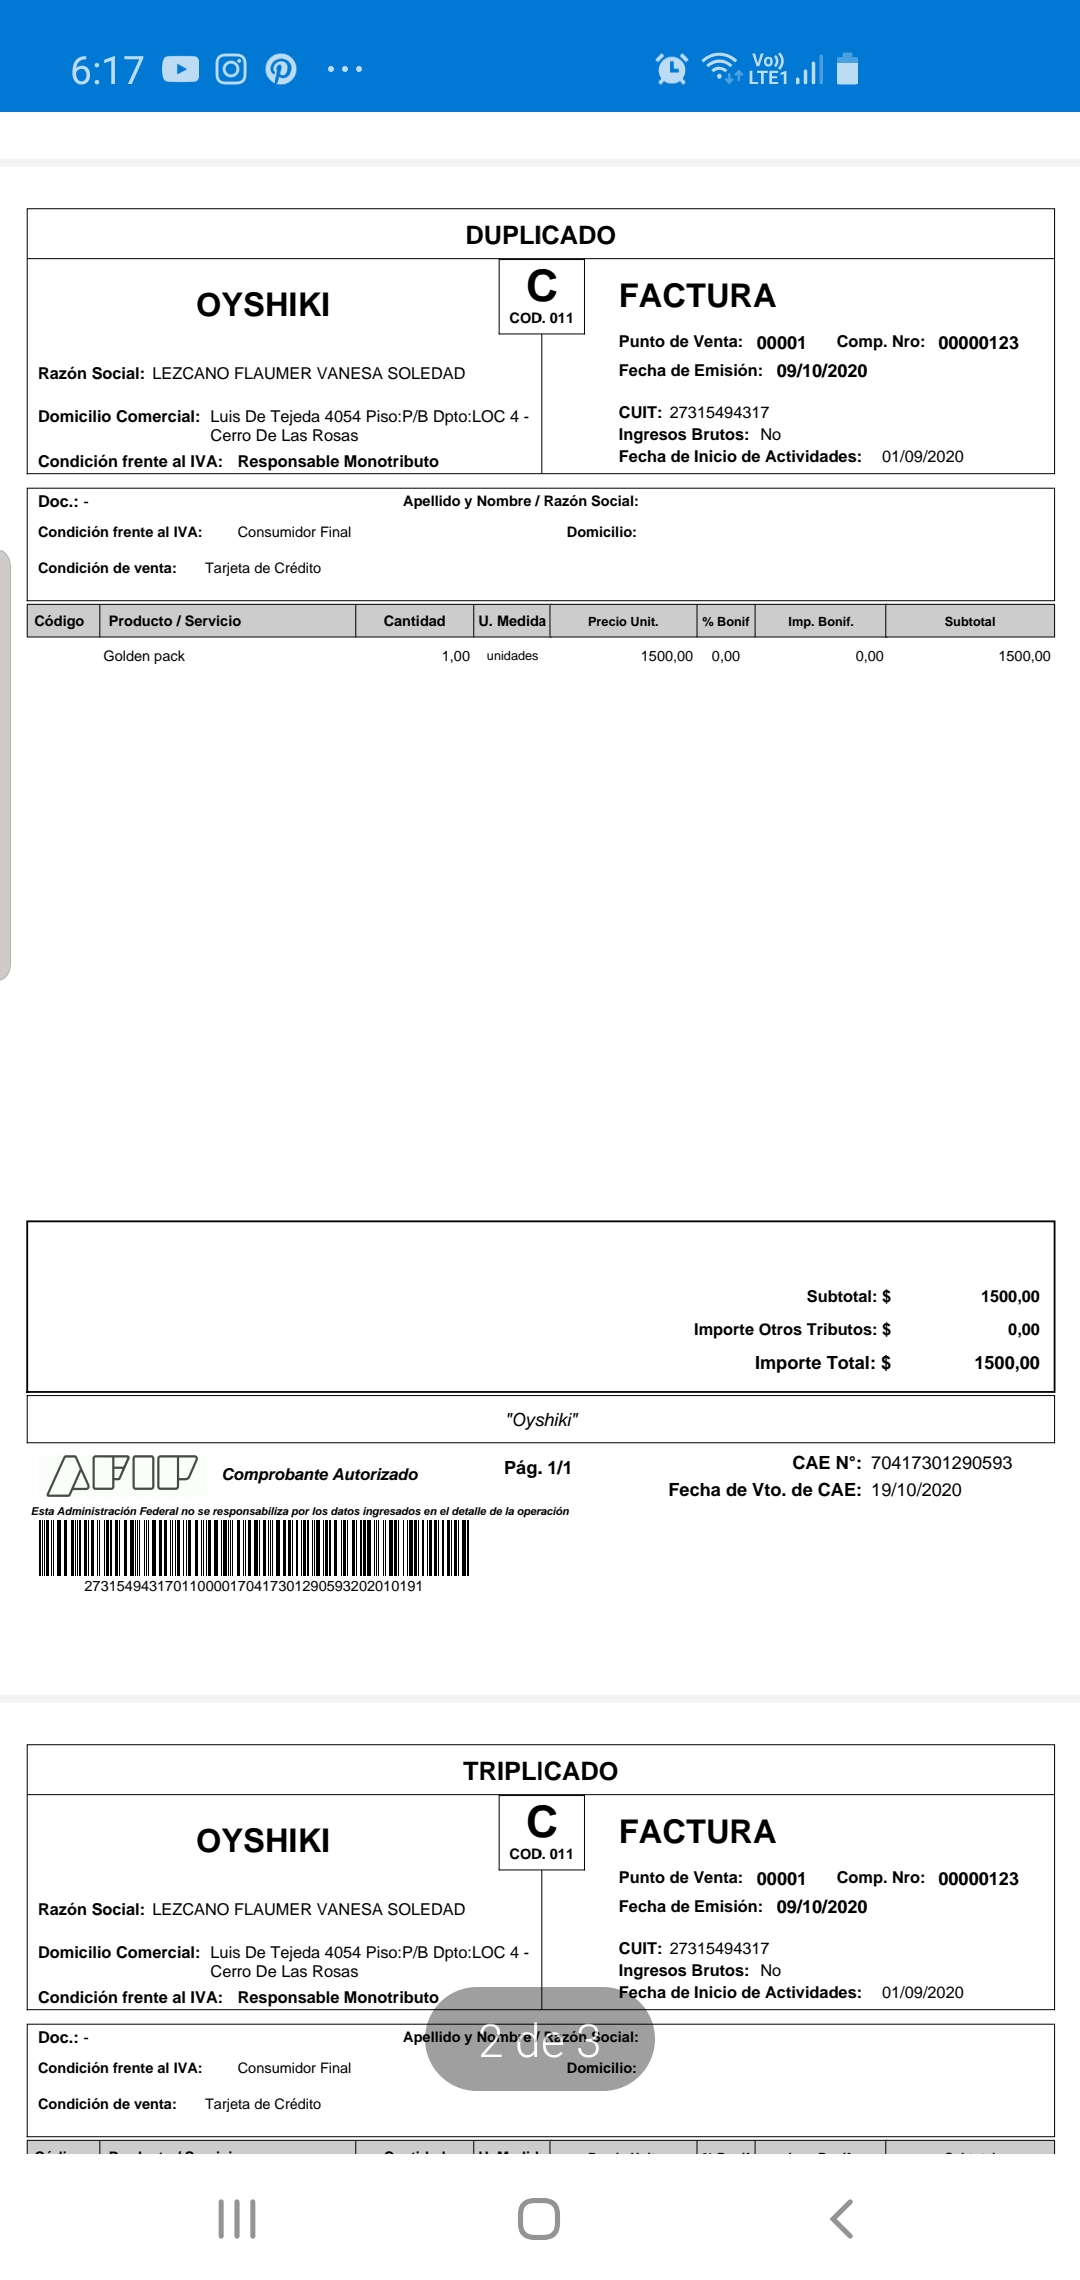 6:17
Vo))
LTE1
DUPLICADO
OYSHIKI
C
COD. 011
FACTURA
Punto de Venta: 00001 Comp. Nro: 00000123
Razón Social: LEZCANO FLAUMER VANESA SOLEDAD
Fecha de Emisión: 09/10/2020
Domicilio Comercial: Luis De Tejeda 4054 Piso:P/B Dpto:LOC 4 -
Cerro De Las Rosas
CUIT: 27315494317
Ingresos Brutos: No
Condición frente al IVA: Responsable Monotributo
Fecha de Inicio de Actividades: 01/09/2020
Doc.: - Apellido y Nombre / Razón Social:
Condición frente al IVA: Consumidor Final Domicilio:
Condición de venta: Tarjeta de Crédito
Código Producto / Servicio Cantidad U. Medida Precio Unit. % Bonif Imp. Bonif. Subtotal
Golden pack 1,00 unidades 1500,00 0,00 0,00 1500,00
Subtotal: $ 1500,00
Importe Otros Tributos: $ 0,00
Importe Total: $ 1500,00
"Oyshiki"
AFIP Comprobante Autorizado Pág. 1/1 CAE N°: 70417301290593
Fecha de Vto. de CAE: 19/10/2020
Esta Administración Federal no se responsabiliza por los datos ingresados en el detalle de la operación
273154943170110000170417301290593202010191
TRIPLICADO
OYSHIKI
C
COD. 011
FACTURA
Punto de Venta: 00001 Comp. Nro: 00000123
Razón Social: LEZCANO FLAUMER VANESA SOLEDAD
Fecha de Emisión: 09/10/2020
Domicilio Comercial: Luis De Tejeda 4054 Piso:P/B Dpto:LOC 4 -
Cerro De Las Rosas
CUIT: 27315494317
Ingresos Brutos: No
Condición frente al IVA: Responsable Monotributo
Fecha de Inicio de Actividades: 01/09/2020
Doc.: - Apellido y Nombre / Razón Social:
2 de 3
Condición frente al IVA: Consumidor Final Domicilio:
Condición de venta: Tarjeta de Crédito